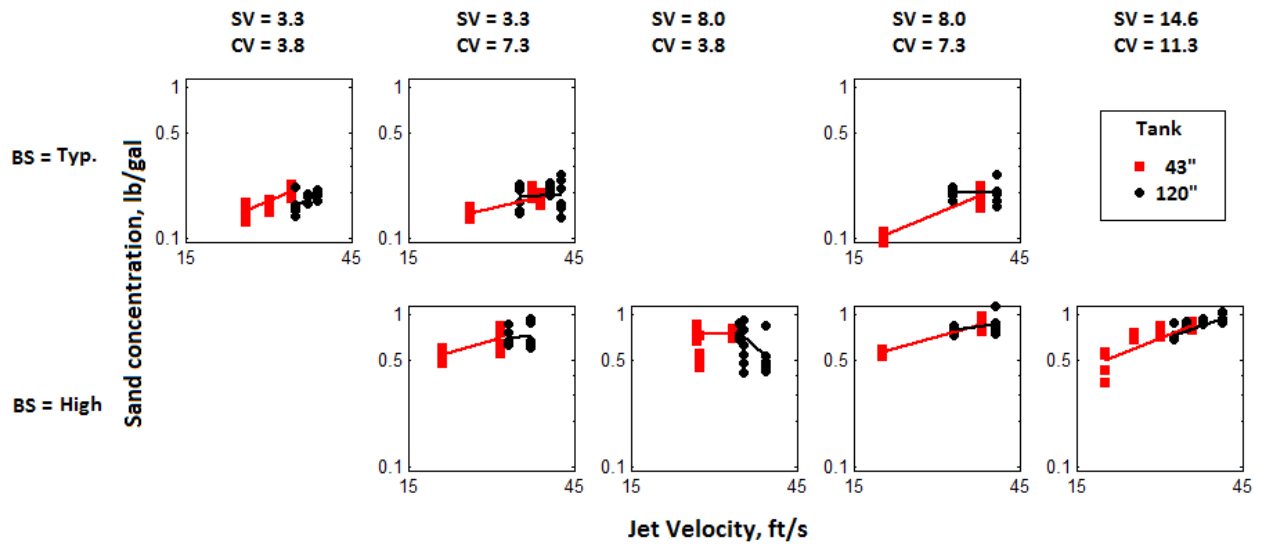 SV = 3.3
CV = 3.8
SV = 3.3
CV = 7.3
SV = 8.0
CV = 3.8
SV = 8.0
CV = 7.3
SV = 14.6
CV = 11.3
BS = Typ.
BS = High
Sand concentration, lb/gal
1
0.5
0.1
15
45
1
0.5
0.1
15
45
1
0.5
0.1
15
45
Tank
43"
120"
1
0.5
0.1
15
45
1
0.5
0.1
15
45
1
0.5
0.1
15
45
1
0.5
0.1
15
45
Jet Velocity, ft/s